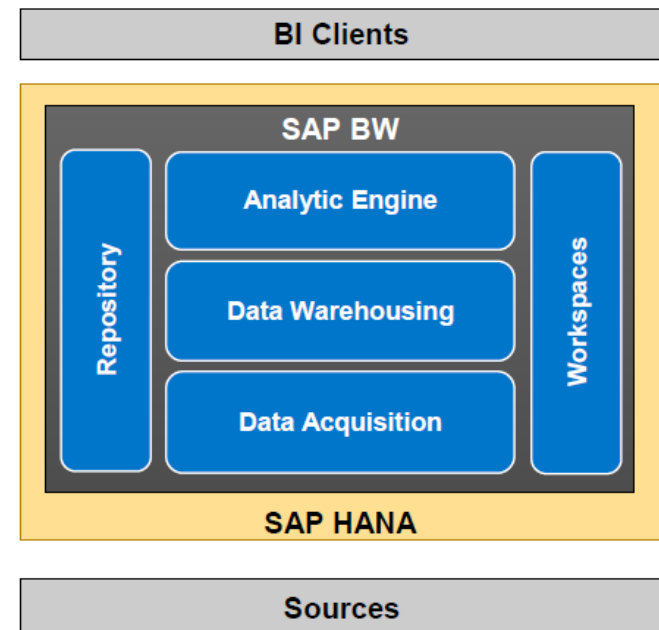 BI Clients
SAP BW
Repository
Analytic Engine
Data Warehousing
Data Acquisition
Workspaces
SAP HANA
Sources